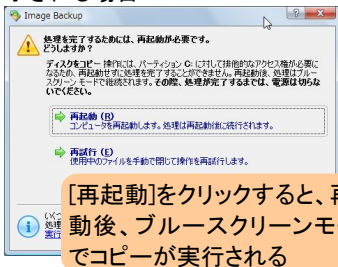 Image Backup
処理を完了するためには、再起動が必要です。
どうしますか？
ディスクをコピー 操作には、パーティション C: に対して排他的なアクセス権が必要に
なるため、再起動せずに処理を完了することができません。再起動後、処理はブルー
スクリーン モードで継続されます。その際、処理が完了するまでは、電源は切らな
いでください。
再起動 (R)
コンピュータを再起動します。処理は再起動後に続行されます。
再試行 (E)
使用中のファイルを手動で閉じて操作を再試行します。
[再起動]をクリックすると、再
動後、ブルースクリーンモー
でコピーが実行される